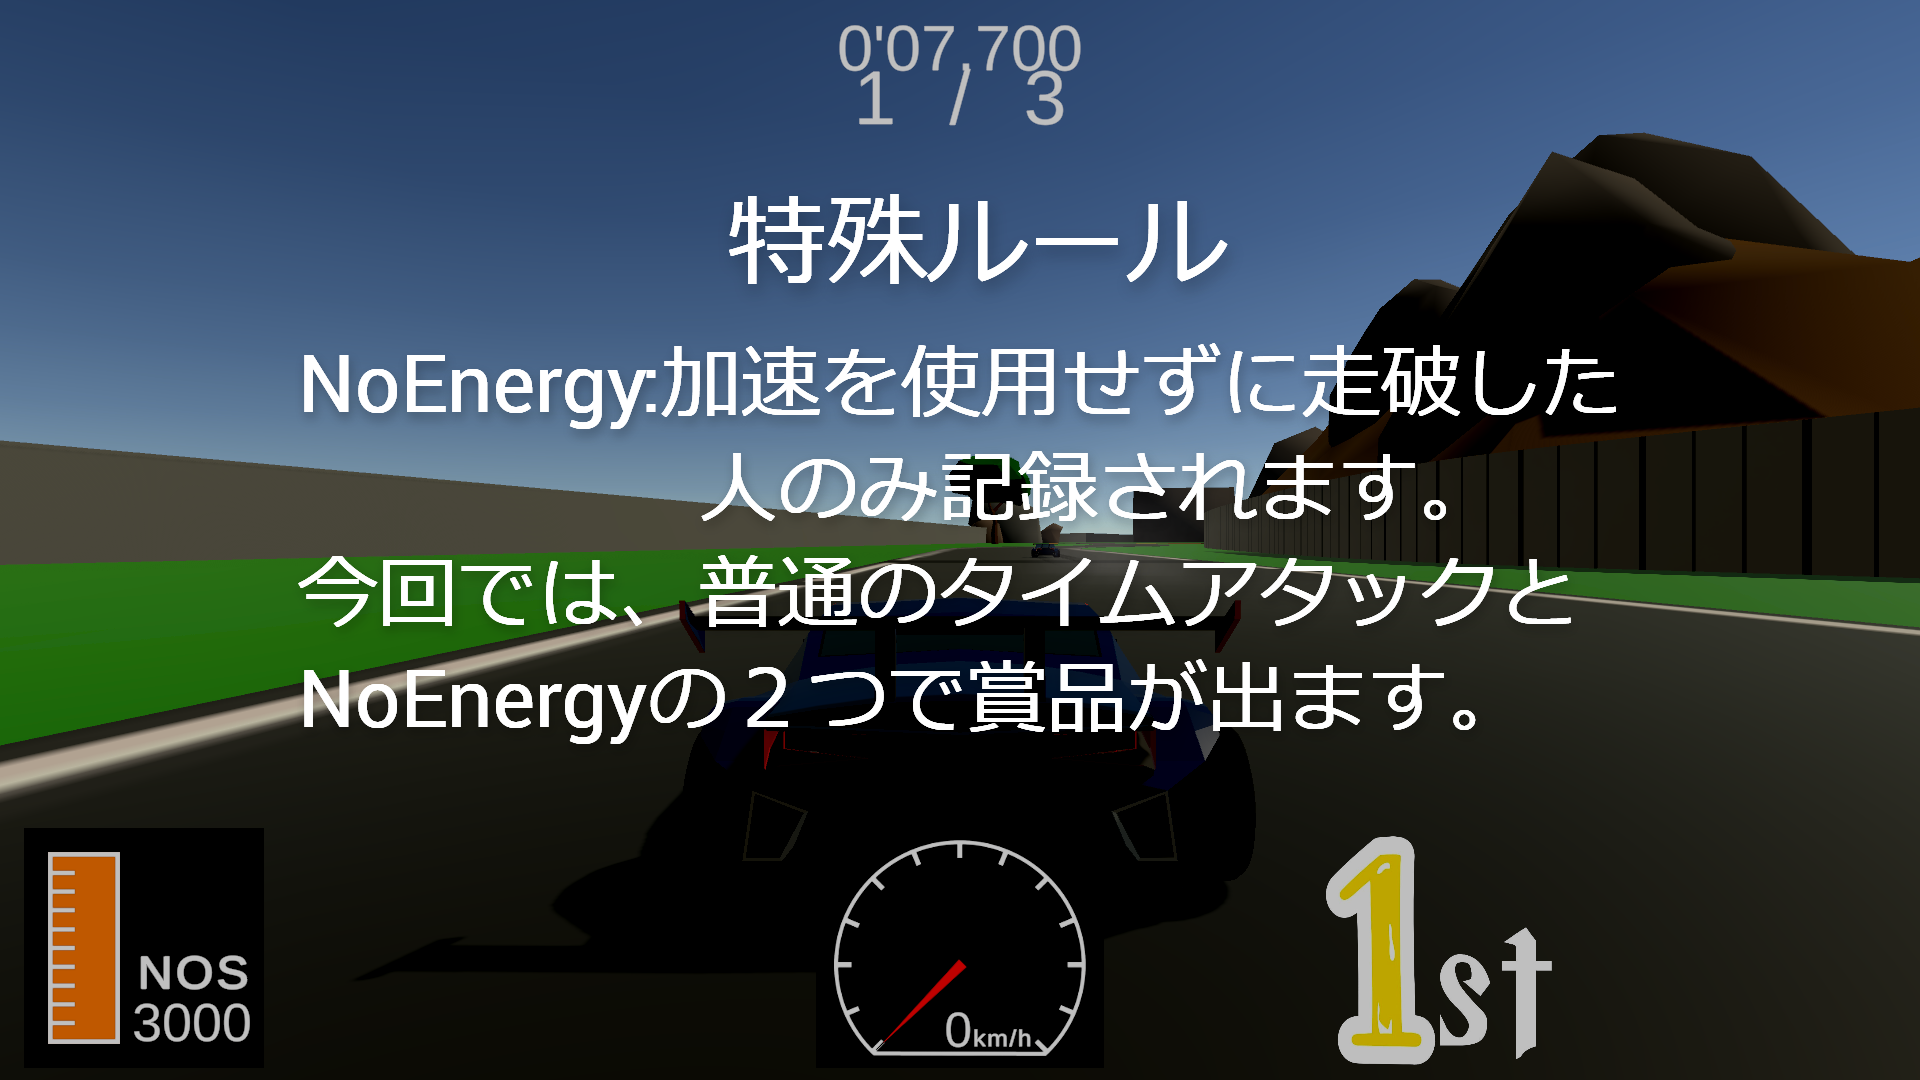 0'07.700
1 / 3
特殊ルール
NoEnergy:加速を使用せずに走破した
人のみ記録されます。
今回では、普通のタイムアタックと
NoEnergyの２つで賞品が出ます。
NOS
3000
0km/h
1st